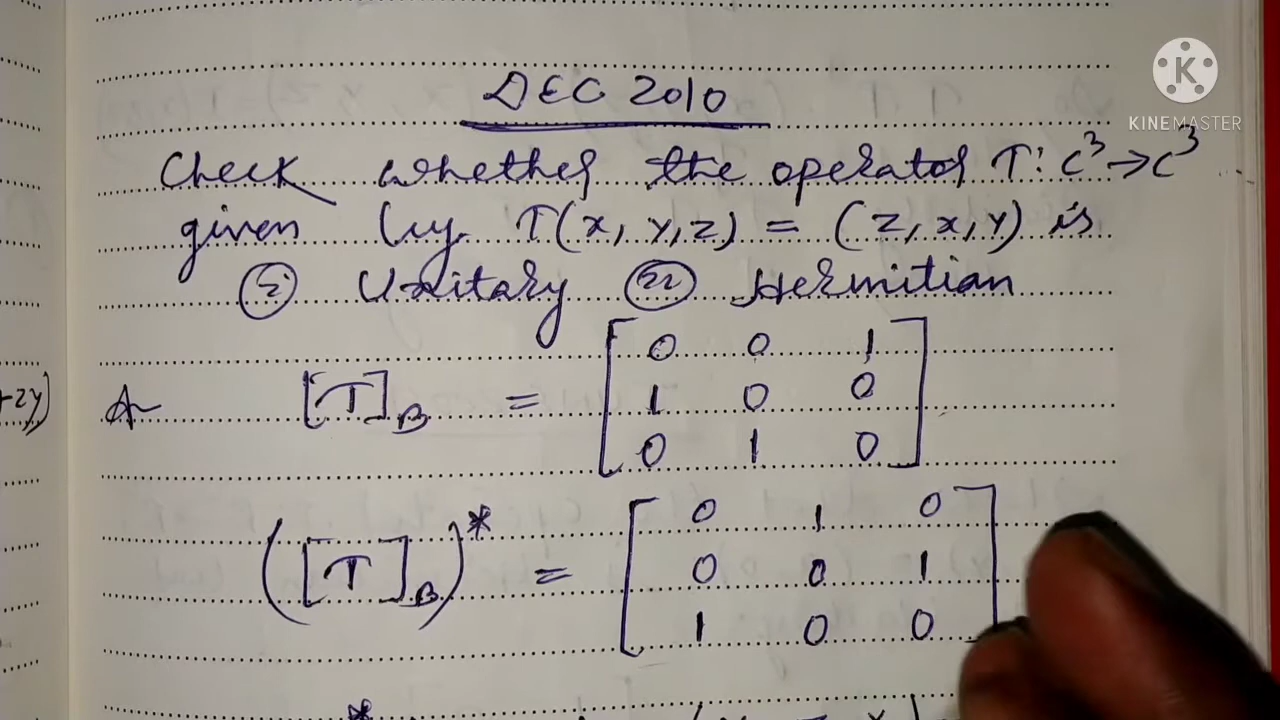 DEC 2010
KINEMASTER
Check whether the operator T: C³ → C³
given by T(x, y, z) = (z, x, y) is
(i) Unitary (ii) Hermitian
+zy)
A [T]_B = [0 0 1
1 0 0
0 1 0]
([T]_B)* = [0 1 0
0 0 1
1 0 0]